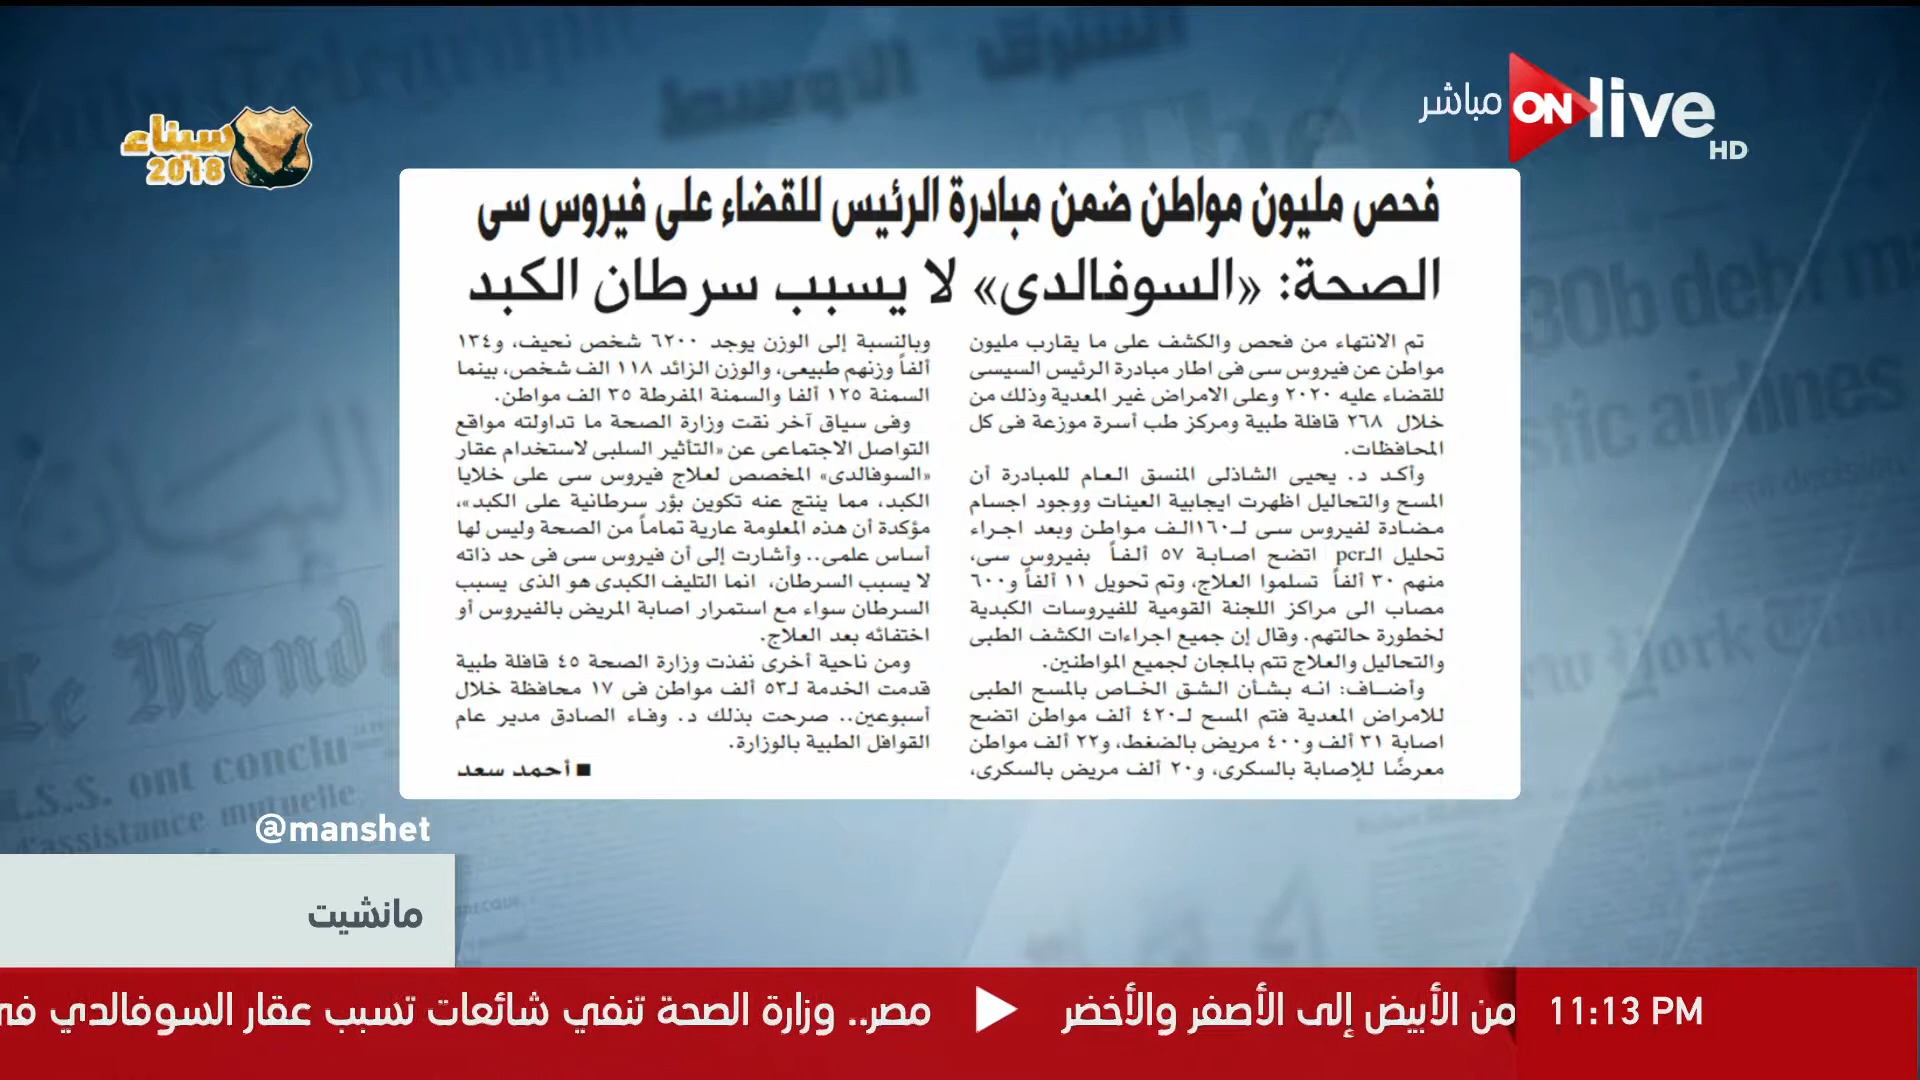 مباشر ON live HD
سيناء
2018
فحص مليون مواطن ضمن مبادرة الرئيس للقضاء على فيروس سى
الصحة: «السوفالدى» لا يسبب سرطان الكبد
تم الانتهاء من فحص والكشف على ما يقارب مليون
مواطن عن فيروس سى فى اطار مبادرة الرئيس السيسى
للقضاء عليه ٢٠٢٠ وعلى الامراض غير المعدية وذلك من
خلال ٢٦٨ قافلة طبية ومركز طب أسرة موزعة فى كل
المحافظات.
وأكد د. يحيى الشاذلى المنسق العام للمبادرة أن
المسح والتحاليل اظهرت ايجابية العينات ووجود اجسام
مضادة لفيروس سى لـ١٦٠الف مواطن وبعد اجراء
تحليل الـpcr اتضح اصابة ٥٧ ألفاً بفيروس سى،
منهم ٣٠ ألفاً تسلموا العلاج، وتم تحويل ١١ ألفاً و٦٠٠
مصاب الى مراكز اللجنة القومية للفيروسات الكبدية
لخطورة حالتهم. وقال إن جميع اجراءات الكشف الطبى
والتحاليل والعلاج تتم بالمجان لجميع المواطنين.
وأضاف: انه بشأن الشق الخاص بالمسح الطبى
للامراض المعدية فتم المسح لـ٤٢٠ ألف مواطن اتضح
اصابة ٣١ ألف و٤٠٠ مريض بالضغط، و٢٢ ألف مواطن
معرضًا للإصابة بالسكرى، و٢٠ ألف مريض بالسكرى،
وبالنسبة إلى الوزن يوجد ٦٢٠٠ شخص نحيف، و١٣٤
ألفاً وزنهم طبيعى، والوزن الزائد ١١٨ الف شخص، بينما
السمنة ١٢٥ ألفا والسمنة المفرطة ٣٥ الف مواطن.
وفى سياق آخر نقت وزارة الصحة ما تداولته مواقع
التواصل الاجتماعى عن «التأثير السلبى لاستخدام عقار
«السوفالدى» المخصص لعلاج فيروس سى على خلايا
الكبد، مما ينتج عنه تكوين بؤر سرطانية على الكبد»،
مؤكدة أن هذه المعلومة عارية تماماً من الصحة وليس لها
أساس علمى.. وأشارت إلى أن فيروس سى فى حد ذاته
لا يسبب السرطان، انما التليف الكبدى هو الذى يسبب
السرطان سواء مع استمرار اصابة المريض بالفيروس أو
اختفائه بعد العلاج.
ومن ناحية أخرى نفذت وزارة الصحة ٤٥ قافلة طبية
قدمت الخدمة لـ٥٣ ألف مواطن فى ١٧ محافظة خلال
أسبوعين.. صرحت بذلك د. وفاء الصادق مدير عام
القوافل الطبية بالوزارة.
■ أحمد سعد
@manshet
مانشيت
11:13 PM
من الأبيض إلى الأصفر والأخضر
مصر.. وزارة الصحة تنفي شائعات تسبب عقار السوفالدي في